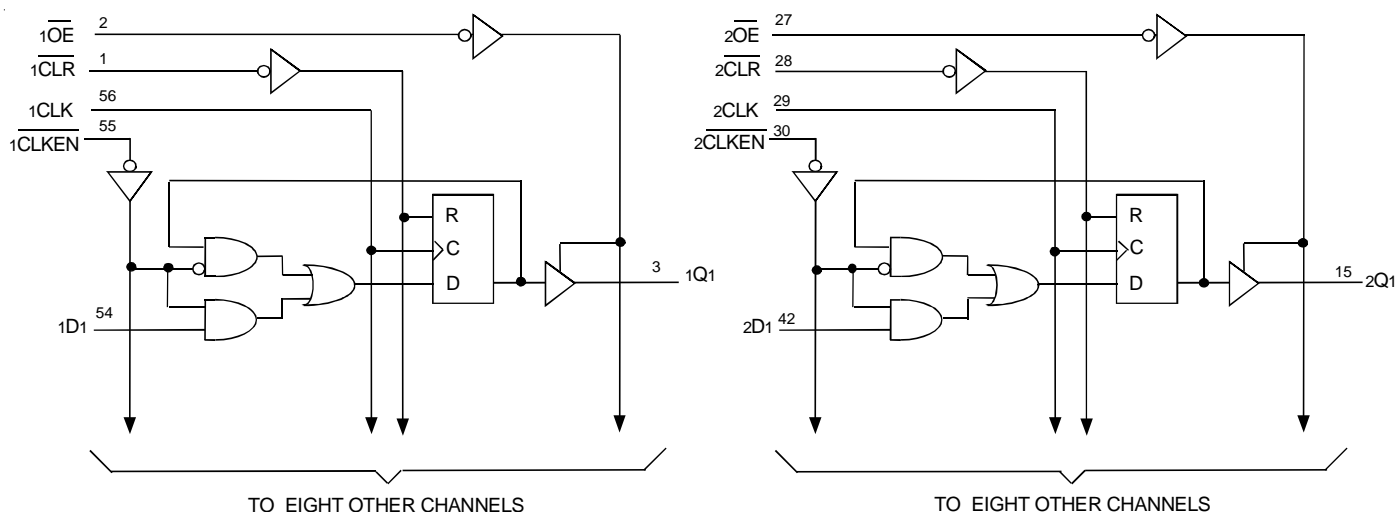 1OE 2
1CLR 1
1CLK 56
1CLKEN 55
R
C
D
3 1Q1
1D1 54
TO EIGHT OTHER CHANNELS
2OE 27
2CLR 28
2CLK 29
2CLKEN 30
R
C
D
15 2Q1
2D1 42
TO EIGHT OTHER CHANNELS